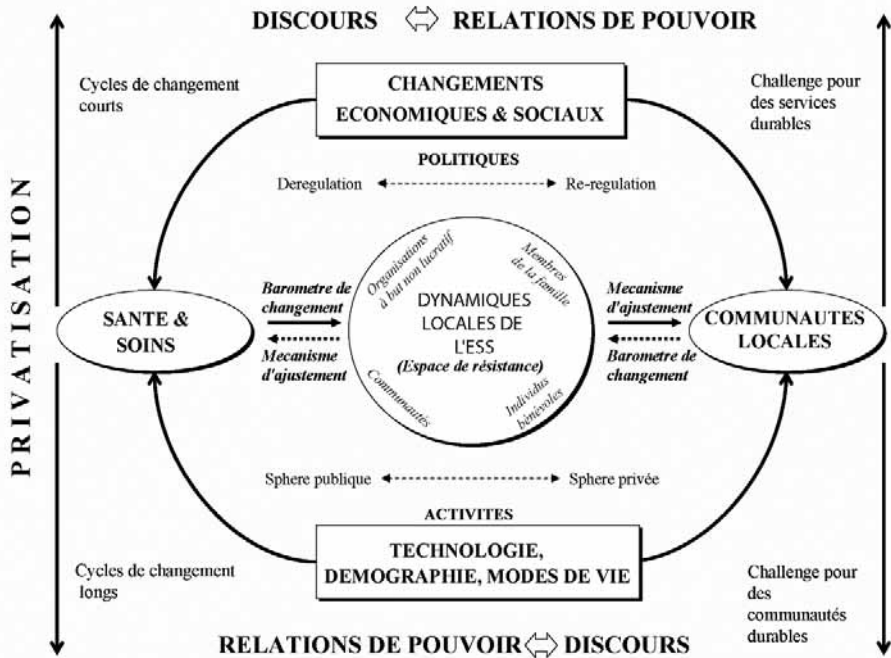 DISCOURS ⇔ RELATIONS DE POUVOIR
Cycles de changement
courts
CHANGEMENTS
ECONOMIQUES & SOCIAUX
Challenge pour
des services
durables
POLITIQUES
Deregulation
Re-regulation
PRIVATISATION
Organisations
à but non lucratif
Membres
de la famille
SANTE &
SOINS
Barometre de
changement
Mecanisme
d'ajustement
DYNAMIQUES
LOCALES DE
L'ESS
(Espace de résistance)
Mecanisme
d'ajustement
Barometre de
changement
COMMUNAUTES
LOCALES
Communautés
Individus
bénévoles
Sphere publique
Sphere privée
ACTIVITES
TECHNOLOGIE,
DEMOGRAPHIE, MODES DE VIE
Cycles de changement
longs
Challenge pour
des
communautés
durables
RELATIONS DE POUVOIR ⇔ DISCOURS